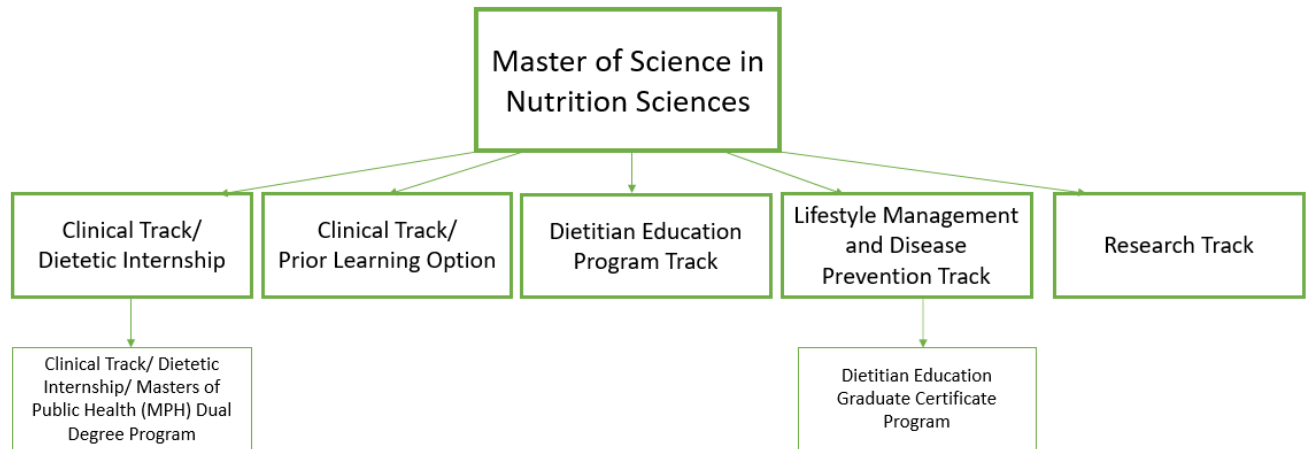 Master of Science in
Nutrition Sciences
Clinical Track/
Dietetic Internship
Clinical Track/
Prior Learning Option
Dietitian Education
Program Track
Lifestyle Management
and Disease
Prevention Track
Research Track
Clinical Track/ Dietetic
Internship/ Masters of
Public Health (MPH) Dual
Degree Program
Dietitian Education
Graduate Certificate
Program